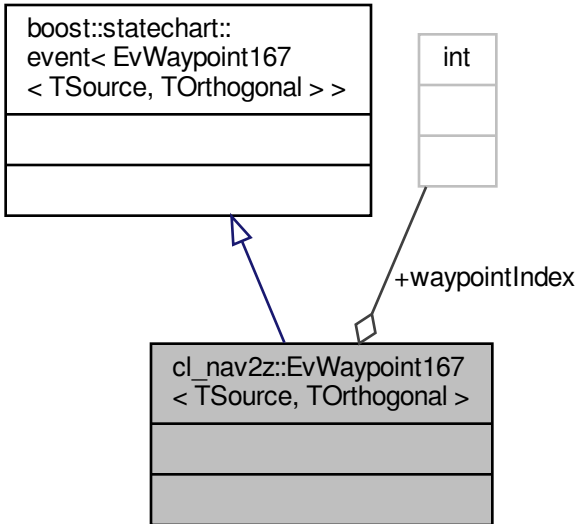 boost::statechart::
event< EvWaypoint167
< TSource, TOrthogonal > >
int
+waypointIndex
cl_nav2z::EvWaypoint167
< TSource, TOrthogonal >